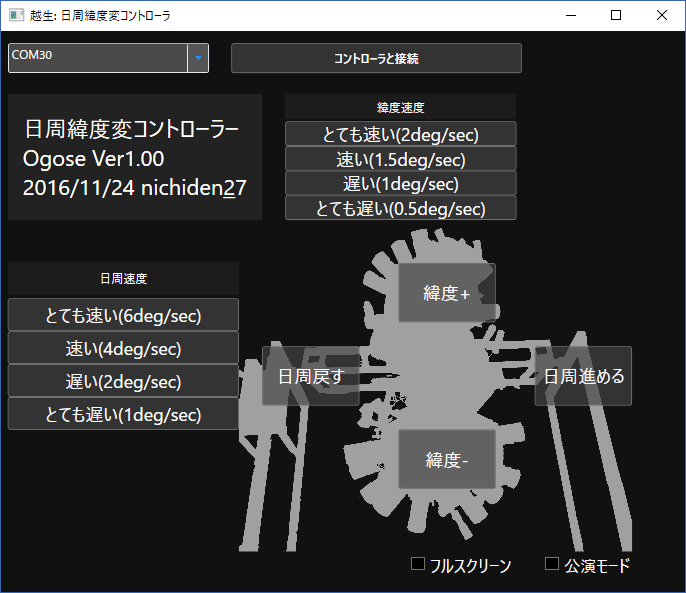 越生: 日周緯度変コントローラ
COM30
コントローラと接続
日周緯度変コントローラー
Ogose Ver1.00
2016/11/24 nichiden27
緯度速度
とても速い(2deg/sec)
速い(1.5deg/sec)
遅い(1deg/sec)
とても遅い(0.5deg/sec)
日周速度
とても速い(6deg/sec)
速い(4deg/sec)
遅い(2deg/sec)
とても遅い(1deg/sec)
緯度+
日周戻す
日周進める
緯度-
フルスクリーン
公演モード